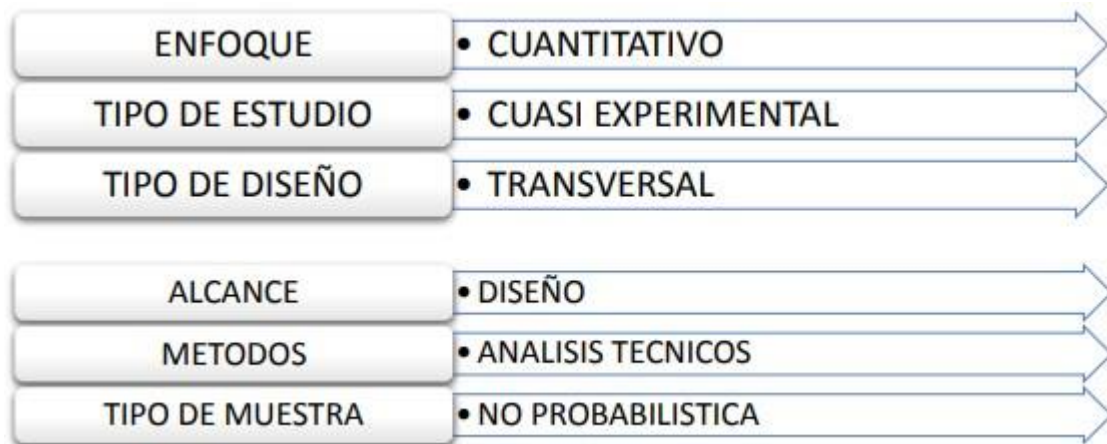 ENFOQUE • CUANTITATIVO
TIPO DE ESTUDIO • CUASI EXPERIMENTAL
TIPO DE DISEÑO • TRANSVERSAL
ALCANCE • DISEÑO
METODOS • ANALISIS TECNICOS
TIPO DE MUESTRA • NO PROBABILISTICA